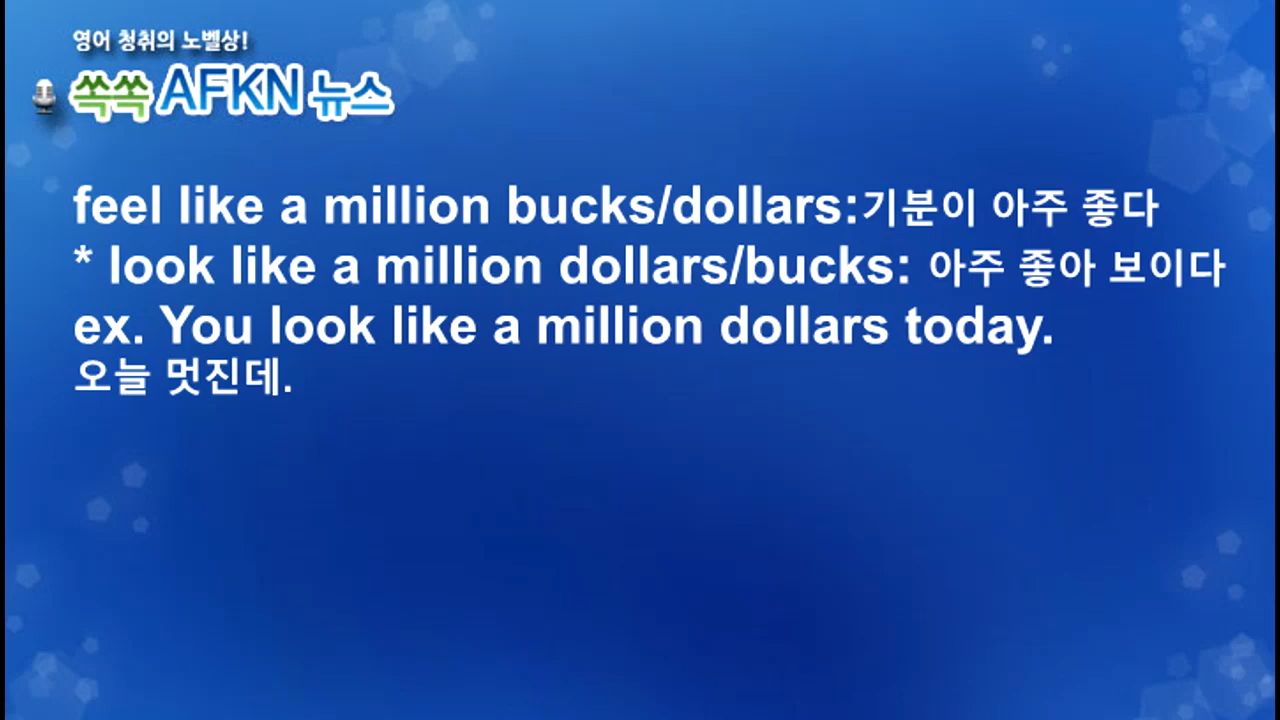 영어 청취의 노벨상!
쏙쏙 AFKN 뉴스
feel like a million bucks/dollars:기분이 아주 좋다
* look like a million dollars/bucks: 아주 좋아 보이다
ex. You look like a million dollars today.
오늘 멋진데.